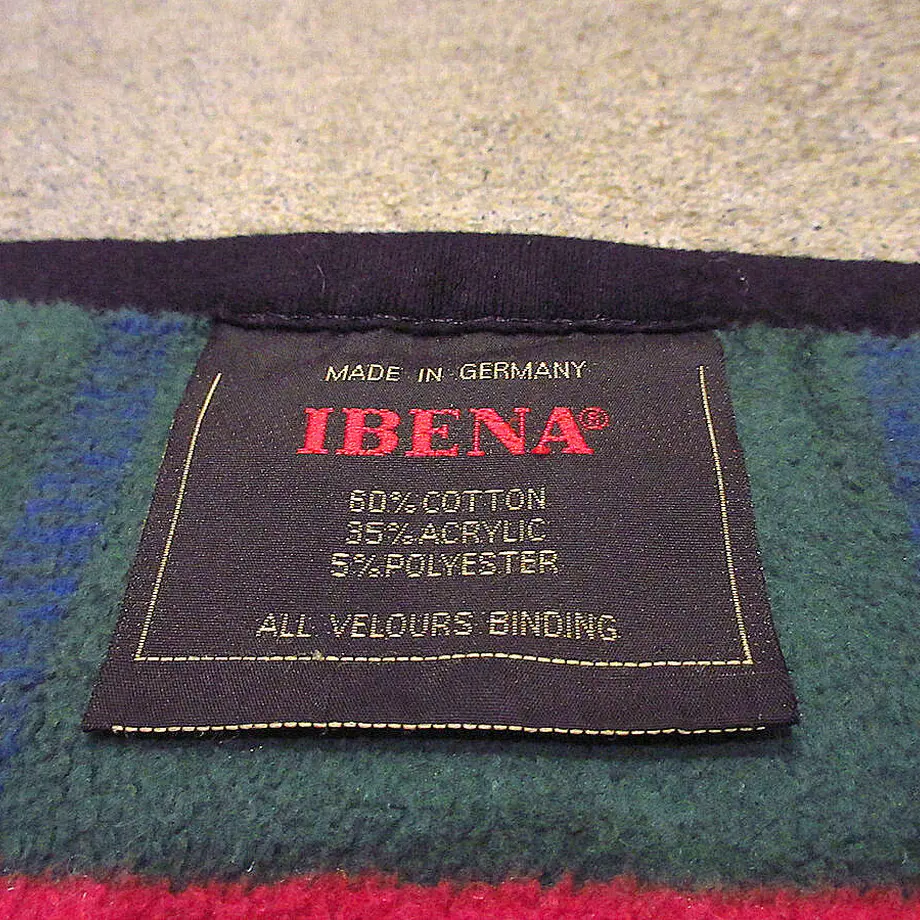 MADE IN GERMANY
IBENA®
60% COTTON
35% ACRYLIC
5% POLYESTER
ALL VELOURS BINDING